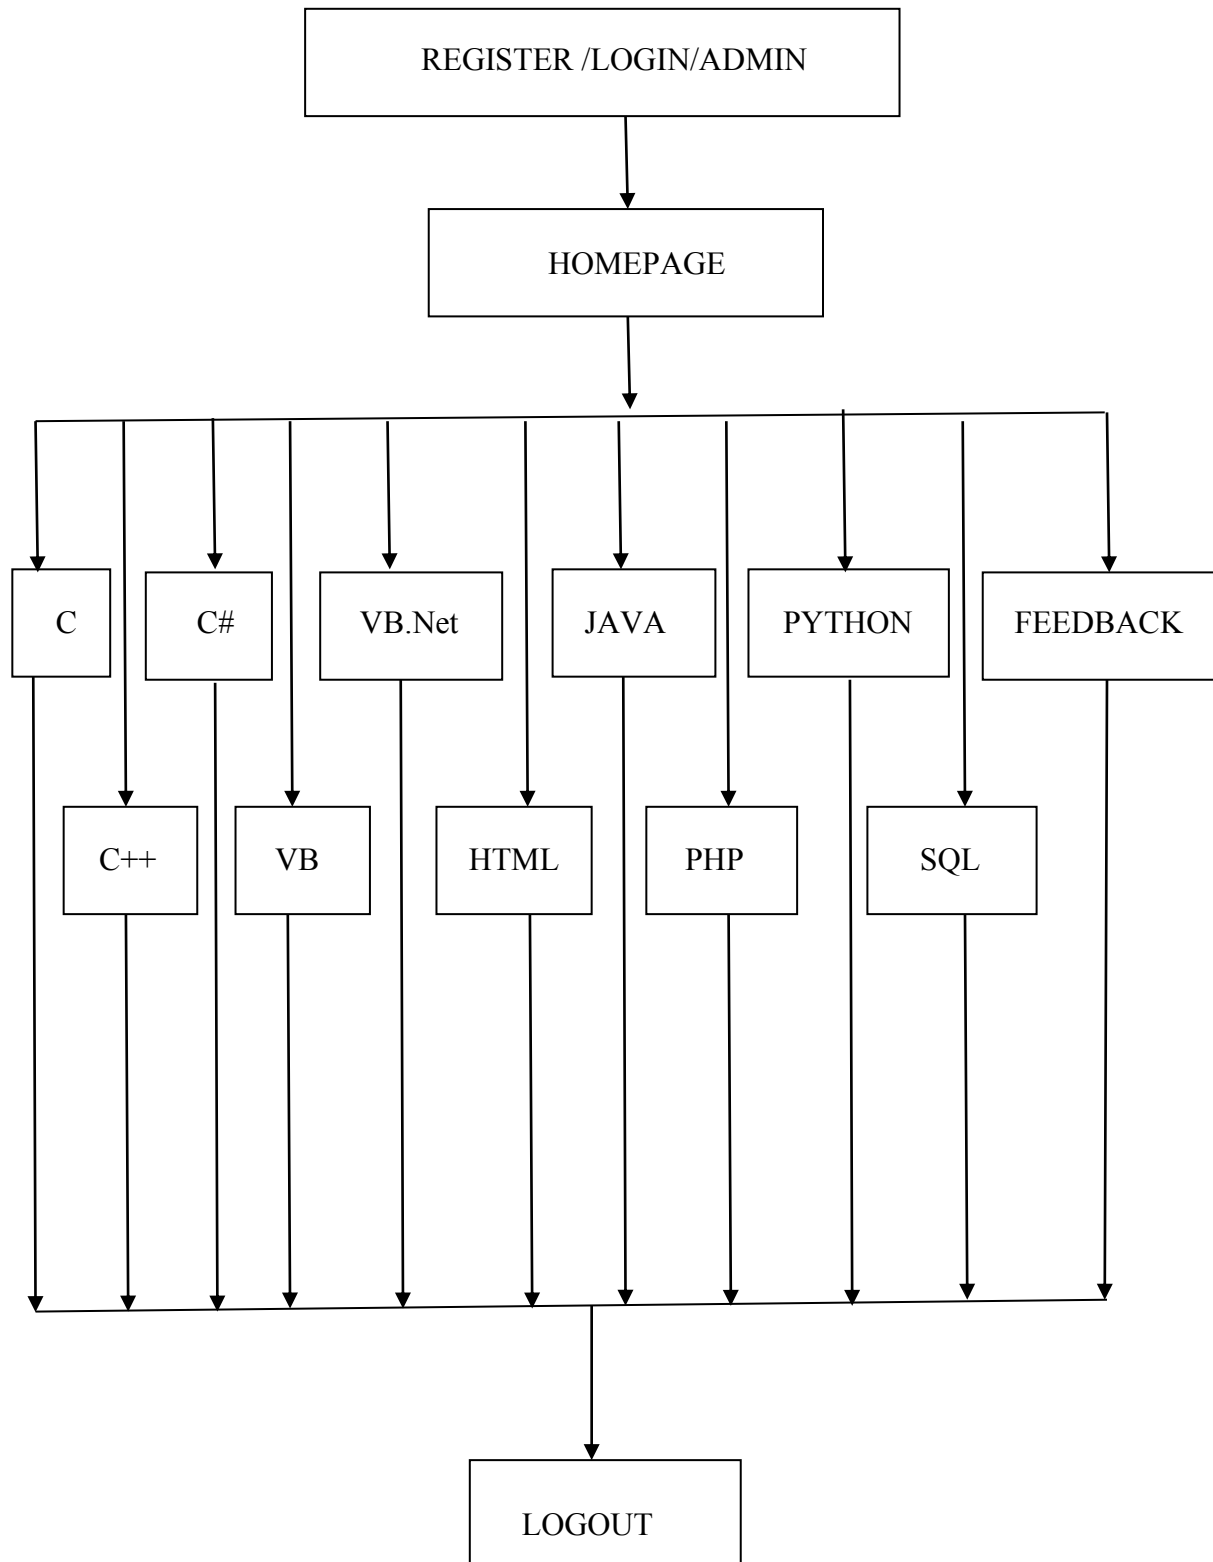 REGISTER /LOGIN/ADMIN
HOMEPAGE
C
C#
VB.Net
JAVA
PYTHON
FEEDBACK
C++
VB
HTML
PHP
SQL
LOGOUT